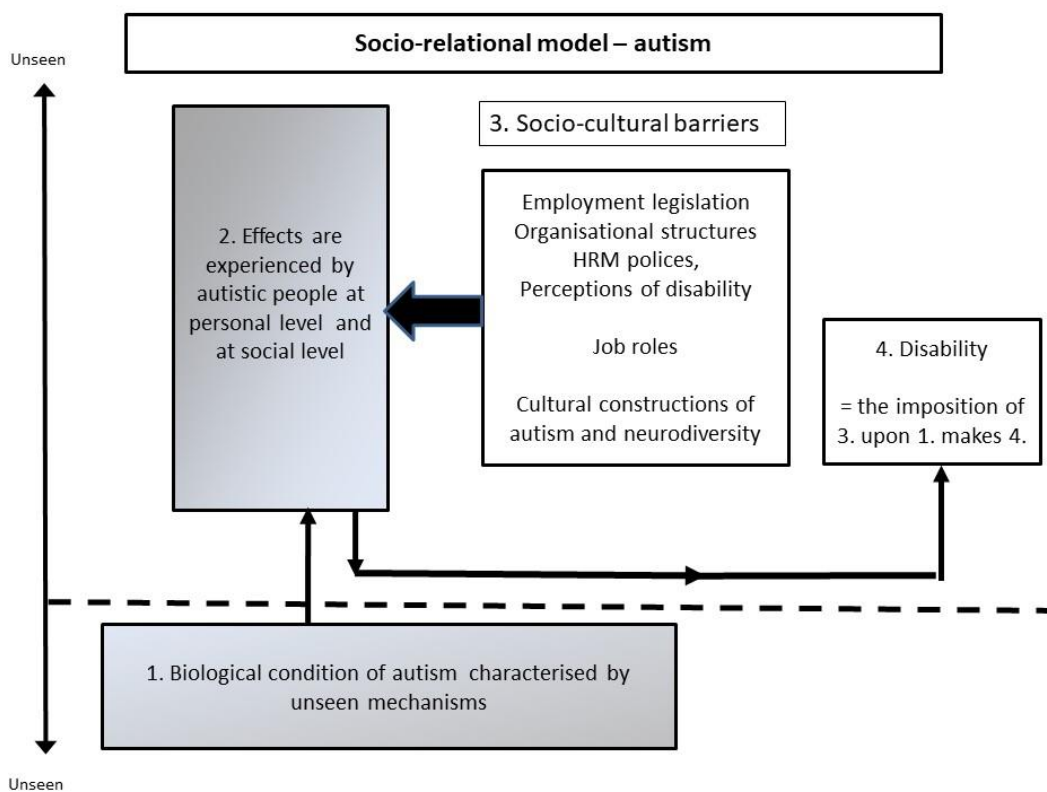 Socio-relational model – autism
Unseen
3. Socio-cultural barriers
2. Effects are
experienced by
autistic people at
personal level and
at social level
Employment legislation
Organisational structures
HRM polices,
Perceptions of disability
Job roles
Cultural constructions of
autism and neurodiversity
4. Disability
= the imposition of
3. upon 1. makes 4.
1. Biological condition of autism characterised by
unseen mechanisms
Unseen